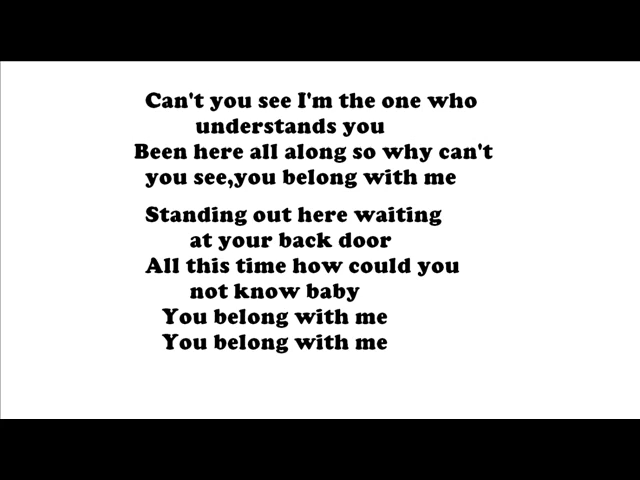 Can't you see I'm the one who
understands you
Been here all along so why can't
you see,you belong with me
Standing out here waiting
at your back door
All this time how could you
not know baby
You belong with me
You belong with me